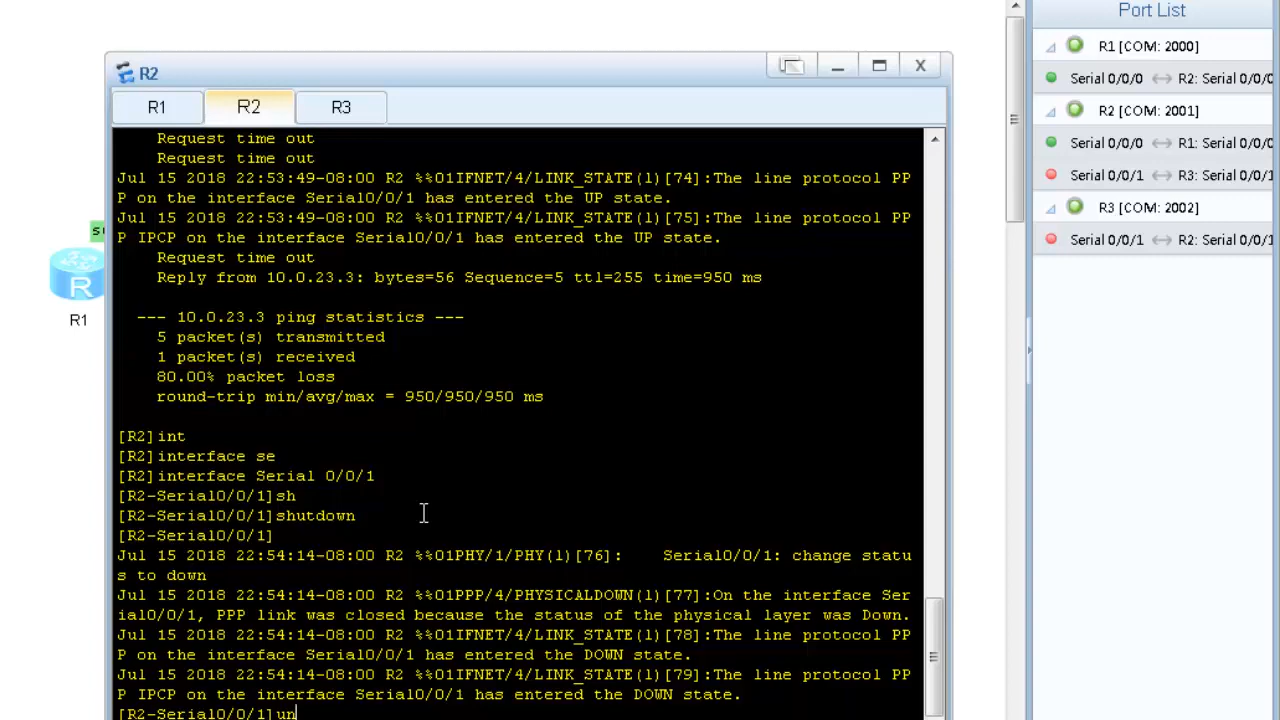 Port List
R1 [COM: 2000]
Serial 0/0/0 R2: Serial 0/0/0
R2 [COM: 2001]
Serial 0/0/0 R1: Serial 0/0/0
Serial 0/0/1 R3: Serial 0/0/1
R3 [COM: 2002]
Serial 0/0/1 R2: Serial 0/0/1
R
R1
R2
R1 R2 R3
Request time out
Request time out
Jul 15 2018 22:53:49-08:00 R2 %%01IFNET/4/LINK_STATE(l)[74]:The line protocol PP
P on the interface Serial0/0/1 has entered the UP state.
Jul 15 2018 22:53:49-08:00 R2 %%01IFNET/4/LINK_STATE(l)[75]:The line protocol PP
P IPCP on the interface Serial0/0/1 has entered the UP state.
Request time out
Reply from 10.0.23.3: bytes=56 Sequence=5 ttl=255 time=950 ms
--- 10.0.23.3 ping statistics ---
5 packet(s) transmitted
1 packet(s) received
80.00% packet loss
round-trip min/avg/max = 950/950/950 ms
[R2]int
[R2]interface se
[R2]interface Serial 0/0/1
[R2-Serial0/0/1]sh
[R2-Serial0/0/1]shutdown
[R2-Serial0/0/1]
Jul 15 2018 22:54:14-08:00 R2 %%01PHY/1/PHY(l)[76]: Serial0/0/1: change statu
s to down
Jul 15 2018 22:54:14-08:00 R2 %%01PPP/4/PHYSICALDOWN(l)[77]:On the interface Ser
ial0/0/1, PPP link was closed because the status of the physical layer was Down.
Jul 15 2018 22:54:14-08:00 R2 %%01IFNET/4/LINK_STATE(l)[78]:The line protocol PP
P on the interface Serial0/0/1 has entered the DOWN state.
Jul 15 2018 22:54:14-08:00 R2 %%01IFNET/4/LINK_STATE(l)[79]:The line protocol PP
P IPCP on the interface Serial0/0/1 has entered the DOWN state.
[R2-Serial0/0/1]un